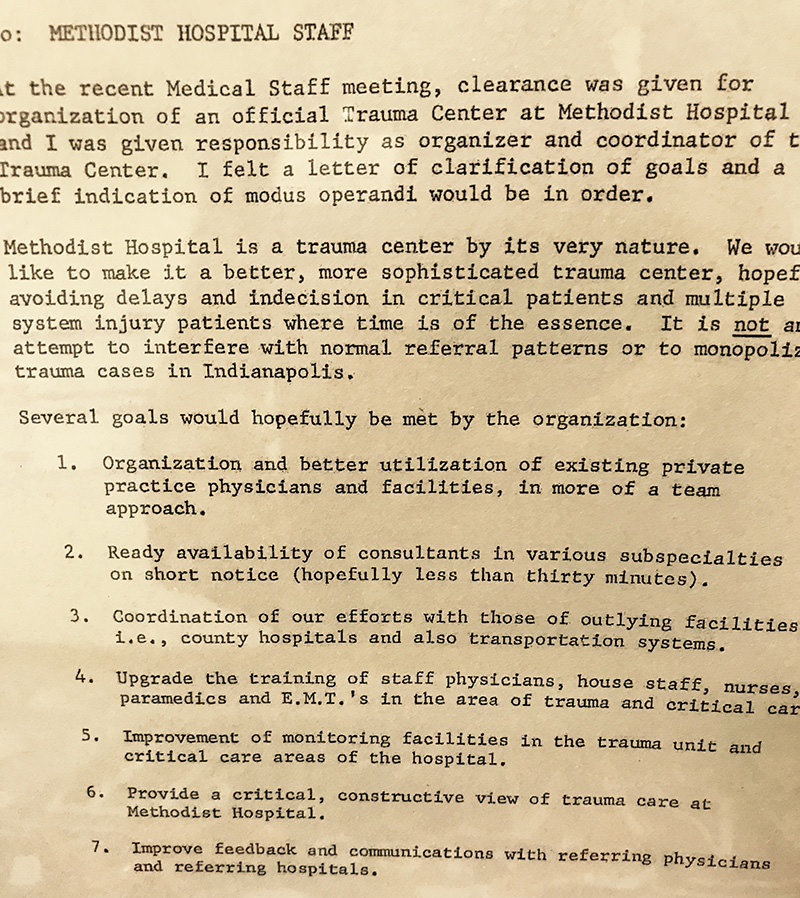 o: METHODIST HOSPITAL STAFF
t the recent Medical Staff meeting, clearance was given for
organization of an official Trauma Center at Methodist Hospital
and I was given responsibility as organizer and coordinator of t
Trauma Center. I felt a letter of clarification of goals and a
brief indication of modus operandi would be in order.
Methodist Hospital is a trauma center by its very nature. We wou
like to make it a better, more sophisticated trauma center, hopef
avoiding delays and indecision in critical patients and multiple
system injury patients where time is of the essence. It is not an
attempt to interfere with normal referral patterns or to monopoliz
trauma cases in Indianapolis.
Several goals would hopefully be met by the organization:
1. Organization and better utilization of existing private
practice physicians and facilities, in more of a team
approach.
2. Ready availability of consultants in various subspecialties
on short notice (hopefully less than thirty minutes).
3. Coordination of our efforts with those of outlying facilities
i.e., county hospitals and also transportation systems.
4. Upgrade the training of staff physicians, house staff, nurses,
paramedics and E.M.T.'s in the area of trauma and critical car
5. Improvement of monitoring facilities in the trauma unit and
critical care areas of the hospital.
6. Provide a critical, constructive view of trauma care at
Methodist Hospital.
7. Improve feedback and communications with referring physicians
and referring hospitals.